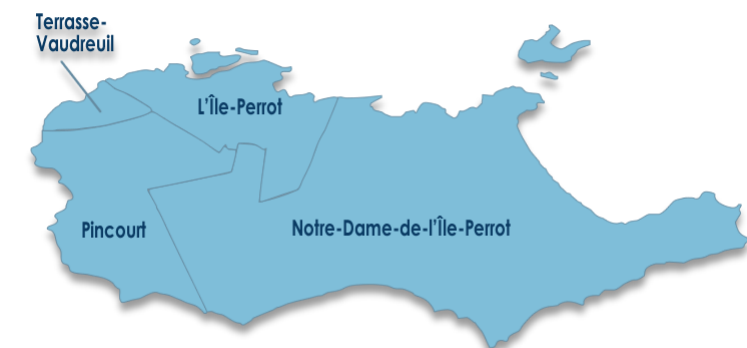 Terrasse-
Vaudreuil
L'Île-Perrot
Pincourt
Notre-Dame-de-l'Île-Perrot